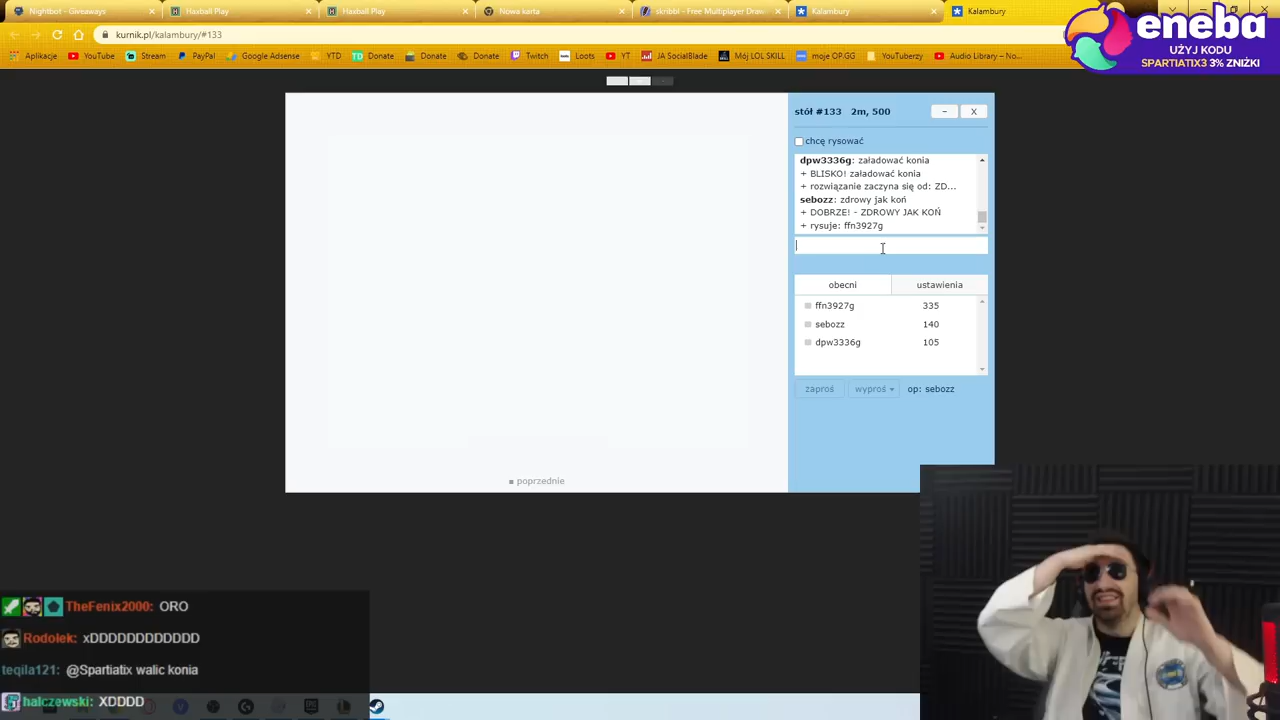 Nightbot - Giveaways
Haxball Play
Haxball Play
Nowa karta
skribbl - Free Multiplayer Draw
Kalambury
Kalambury
kurnik.pl/kalambury/#133
Aplikacje
YouTube
Stream
PayPal
Google Adsense
YTD
Donate
Donate
Donate
Twitch
Loots
YT
JA SocialBlade
Mój LOL SKILL
moje OP.GG
YouTuberzy
Audio Library – No...
eneba
UŻYJ KODU
SPARTIATIX3 3% ZNIŻKI
stół #133 2m, 500
–
X
chcę rysować
dpw3336g: załadować konia
+ BLISKO! załadować konia
+ rozwiązanie zaczyna się od: ZD...
sebozz: zdrowy jak koń
+ DOBRZE! - ZDROWY JAK KOŃ
+ rysuje: ffn3927g
obecni
ustawienia
ffn3927g 335
sebozz 140
dpw3336g 105
zaproś
wyproś
op: sebozz
poprzednie
TheFenix2000: ORO
Rodolek: xDDDDDDDDDDDD
teqila121: @Spartiatix walic konia
halczewski: XDDDD